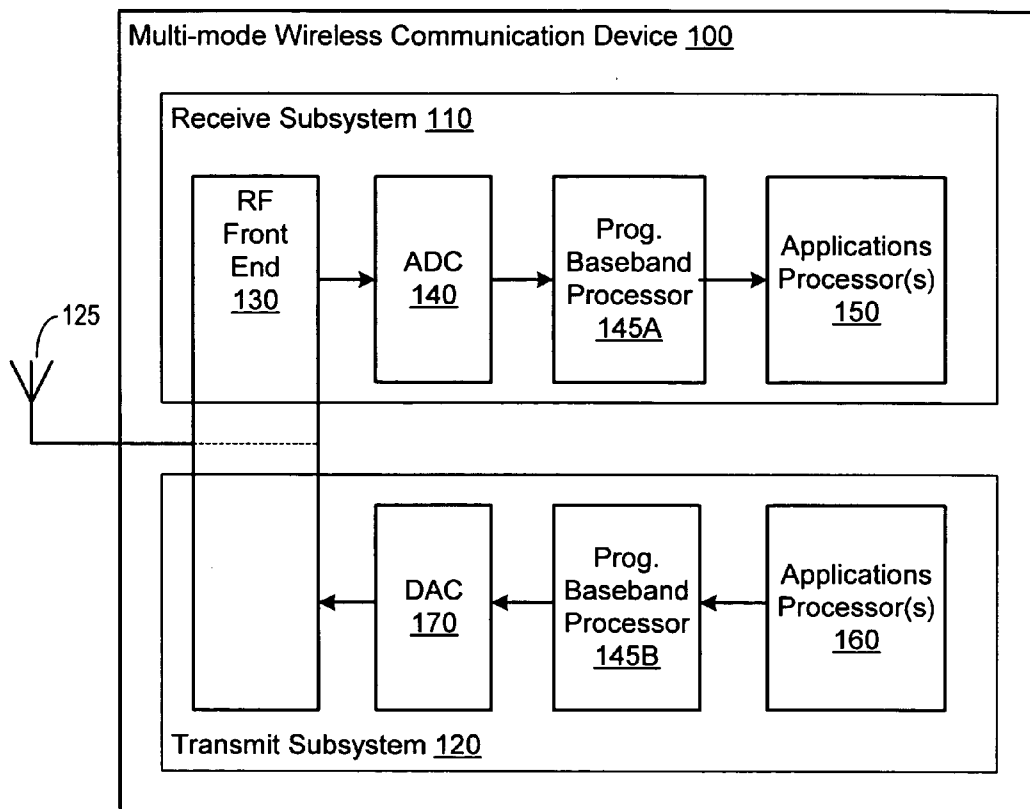 Multi-mode Wireless Communication Device 100
Receive Subsystem 110
RF
Front
End
130
ADC
140
Prog.
Baseband
Processor
145A
Applications
Processor(s)
150
125
DAC
170
Prog.
Baseband
Processor
145B
Applications
Processor(s)
160
Transmit Subsystem 120